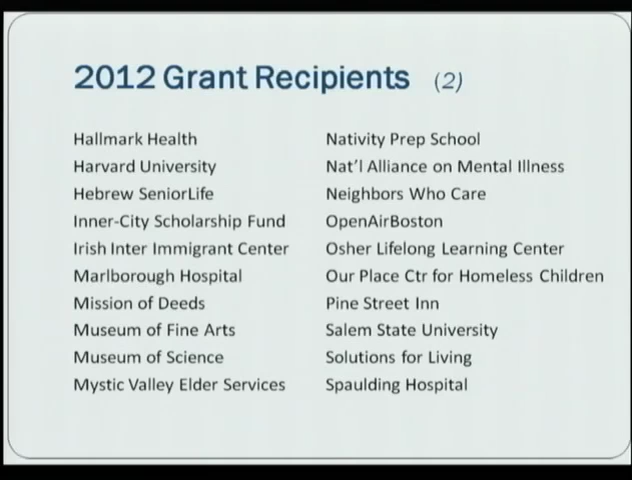 2012 Grant Recipients (2)
Hallmark Health
Harvard University
Hebrew SeniorLife
Inner-City Scholarship Fund
Irish Inter Immigrant Center
Marlborough Hospital
Mission of Deeds
Museum of Fine Arts
Museum of Science
Mystic Valley Elder Services
Nativity Prep School
Nat'l Alliance on Mental Illness
Neighbors Who Care
OpenAirBoston
Osher Lifelong Learning Center
Our Place Ctr for Homeless Children
Pine Street Inn
Salem State University
Solutions for Living
Spaulding Hospital